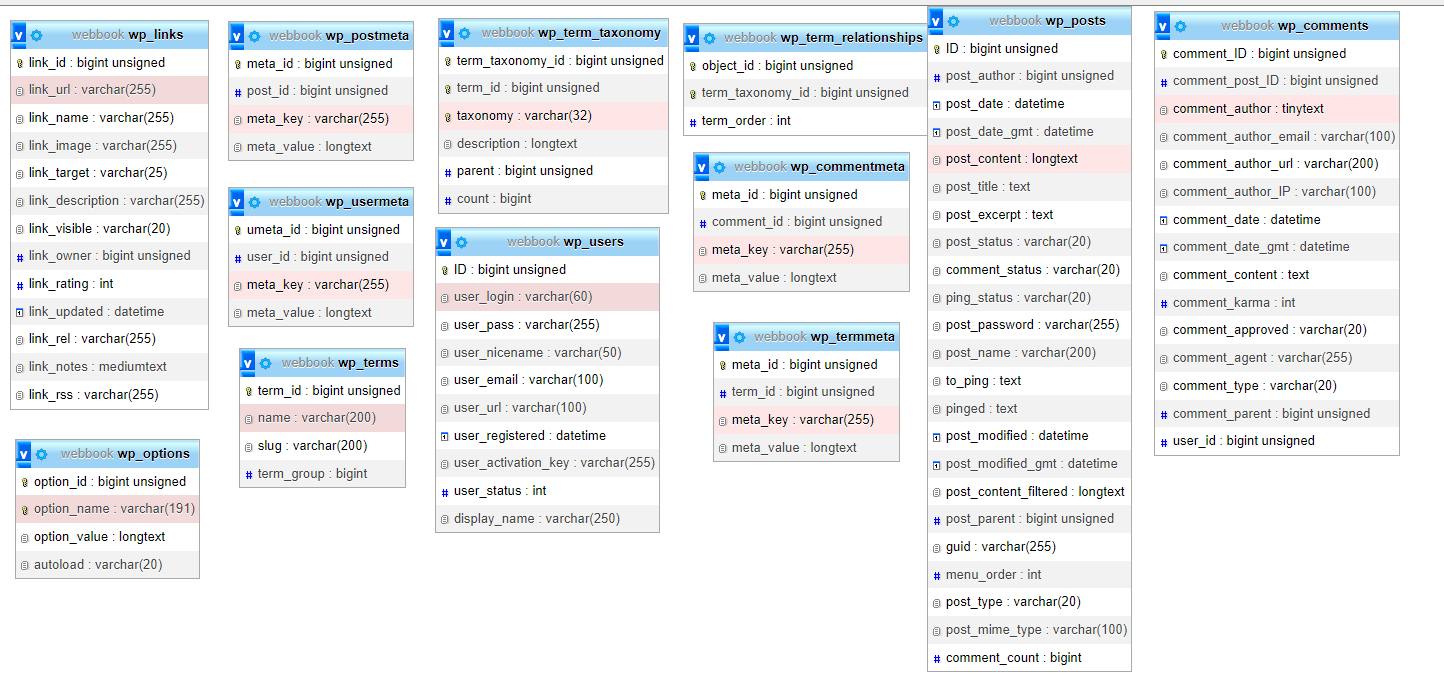 webbook wp_links
link_id : bigint unsigned
link_url : varchar(255)
link_name : varchar(255)
link_image : varchar(255)
link_target : varchar(25)
link_description : varchar(255)
link_visible : varchar(20)
link_owner : bigint unsigned
link_rating : int
link_updated : datetime
link_rel : varchar(255)
link_notes : mediumtext
link_rss : varchar(255)
webbook wp_options
option_id : bigint unsigned
option_name : varchar(191)
option_value : longtext
autoload : varchar(20)
webbook wp_postmeta
meta_id : bigint unsigned
post_id : bigint unsigned
meta_key : varchar(255)
meta_value : longtext
webbook wp_usermeta
umeta_id : bigint unsigned
user_id : bigint unsigned
meta_key : varchar(255)
meta_value : longtext
webbook wp_terms
term_id : bigint unsigned
name : varchar(200)
slug : varchar(200)
term_group : bigint
webbook wp_term_taxonomy
term_taxonomy_id : bigint unsigned
term_id : bigint unsigned
taxonomy : varchar(32)
description : longtext
parent : bigint unsigned
count : bigint
webbook wp_users
ID : bigint unsigned
user_login : varchar(60)
user_pass : varchar(255)
user_nicename : varchar(50)
user_email : varchar(100)
user_url : varchar(100)
user_registered : datetime
user_activation_key : varchar(255)
user_status : int
display_name : varchar(250)
webbook wp_term_relationships
object_id : bigint unsigned
term_taxonomy_id : bigint unsigned
term_order : int
webbook wp_commentmeta
meta_id : bigint unsigned
comment_id : bigint unsigned
meta_key : varchar(255)
meta_value : longtext
webbook wp_termmeta
meta_id : bigint unsigned
term_id : bigint unsigned
meta_key : varchar(255)
meta_value : longtext
webbook wp_posts
ID : bigint unsigned
post_author : bigint unsigned
post_date : datetime
post_date_gmt : datetime
post_content : longtext
post_title : text
post_excerpt : text
post_status : varchar(20)
comment_status : varchar(20)
ping_status : varchar(20)
post_password : varchar(255)
post_name : varchar(200)
to_ping : text
pinged : text
post_modified : datetime
post_modified_gmt : datetime
post_content_filtered : longtext
post_parent : bigint unsigned
guid : varchar(255)
menu_order : int
post_type : varchar(20)
post_mime_type : varchar(100)
comment_count : bigint
webbook wp_comments
comment_ID : bigint unsigned
comment_post_ID : bigint unsigned
comment_author : tinytext
comment_author_email : varchar(100)
comment_author_url : varchar(200)
comment_author_IP : varchar(100)
comment_date : datetime
comment_date_gmt : datetime
comment_content : text
comment_karma : int
comment_approved : varchar(20)
comment_agent : varchar(255)
comment_type : varchar(20)
comment_parent : bigint unsigned
user_id : bigint unsigned